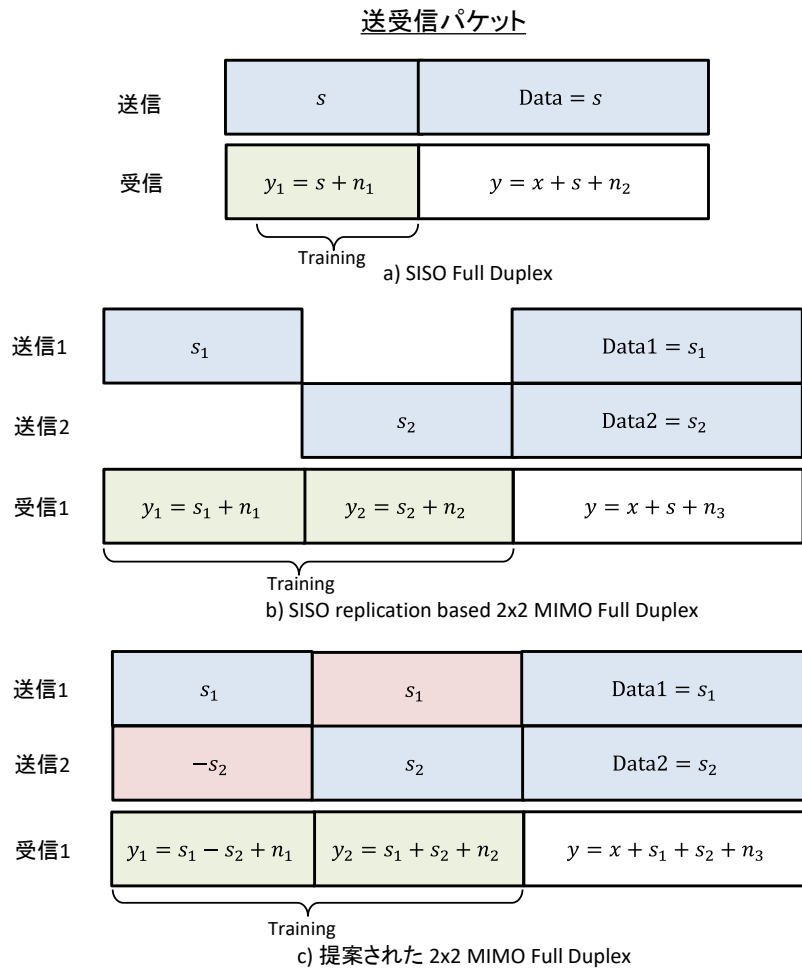 送受信パケット
送信 s Data = s
受信 y₁ = s + n₁ y = x + s + n₂
Training
a) SISO Full Duplex
送信1 s₁ Data1 = s₁
送信2 s₂ Data2 = s₂
受信1 y₁ = s₁ + n₁ y₂ = s₂ + n₂ y = x + s + n₃
Training
b) SISO replication based 2x2 MIMO Full Duplex
送信1 s₁ s₁ Data1 = s₁
送信2 −s₂ s₂ Data2 = s₂
受信1 y₁ = s₁ − s₂ + n₁ y₂ = s₁ + s₂ + n₂ y = x + s₁ + s₂ + n₃
Training
c) 提案された 2x2 MIMO Full Duplex